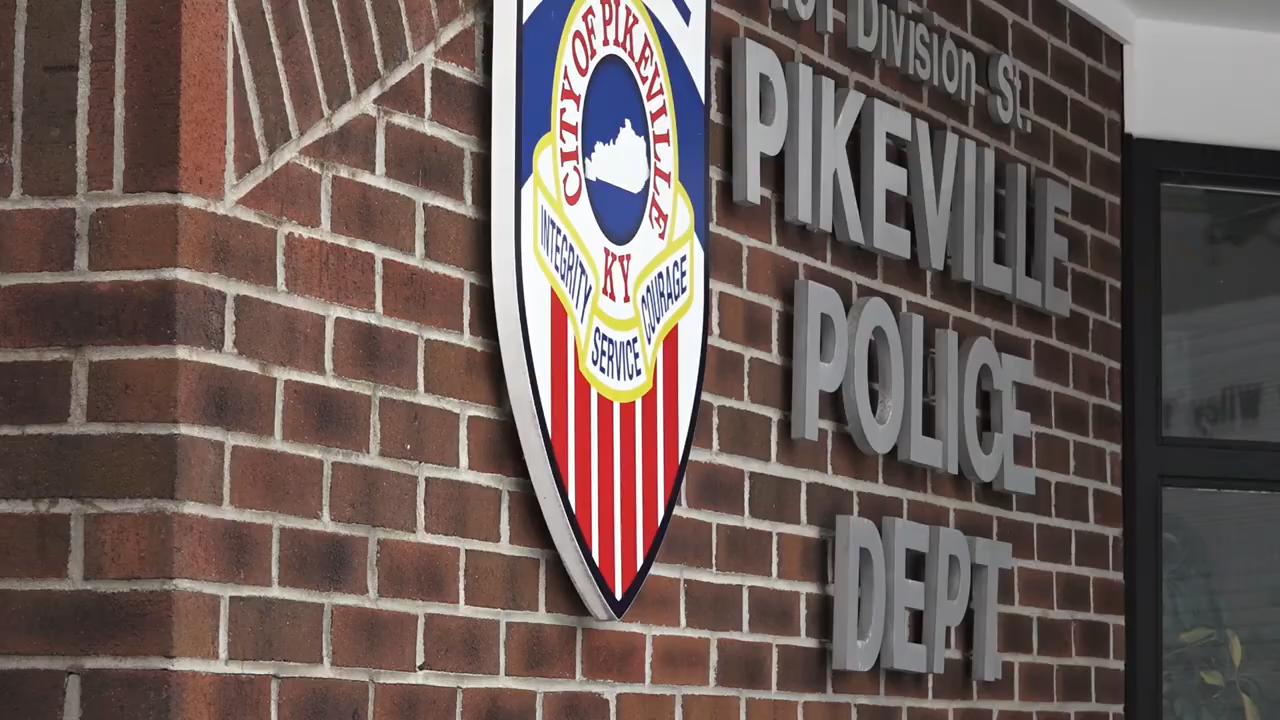 CITY OF PIKEVILLE
KY
INTEGRITY
SERVICE
COURAGE
Division St.
PIKEVILLE
POLICE
DEPT